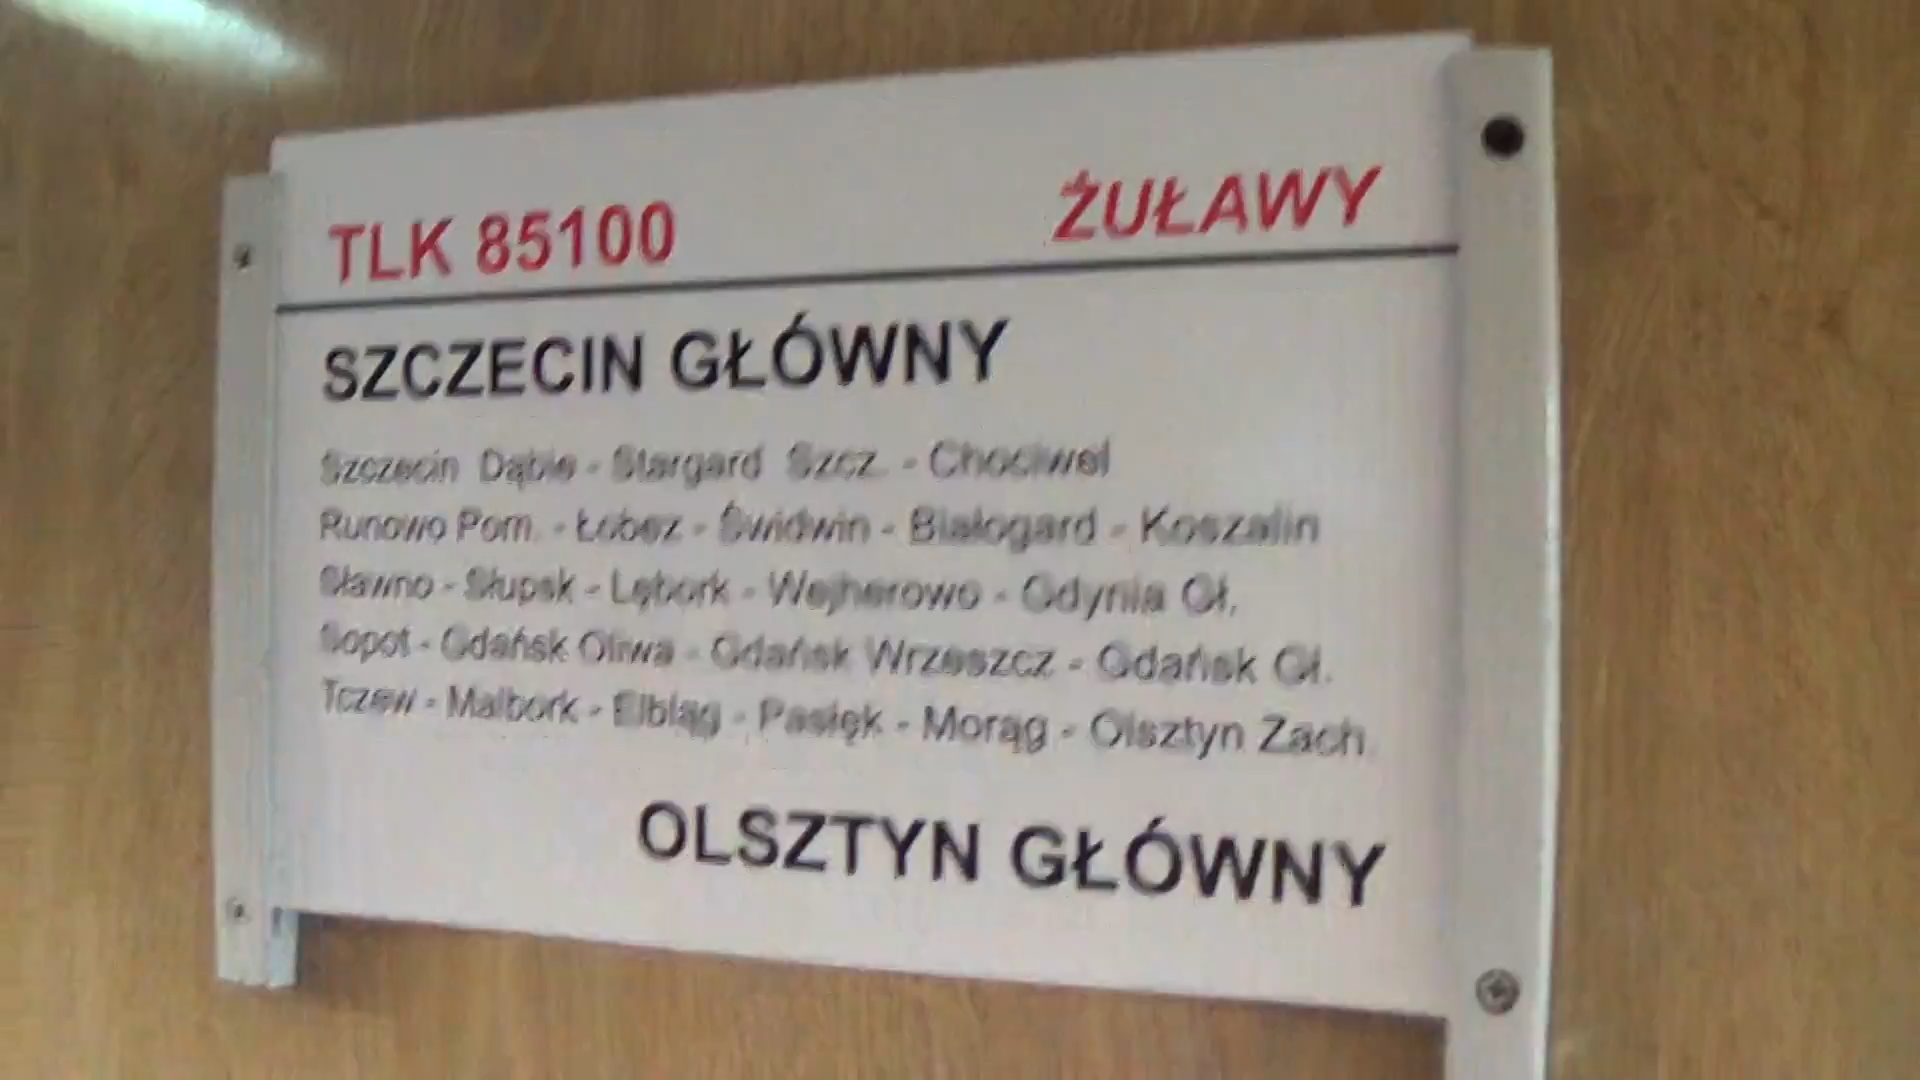 TLK 85100 ŻUŁAWY
SZCZECIN GŁÓWNY
Szczecin Dąbie - Stargard Szcz. - Chociwel
Runowo Pom. - Łobez - Świdwin - Białogard - Koszalin
Sławno - Słupsk - Lębork - Wejherowo - Gdynia Gł.
Sopot - Gdańsk Oliwa - Gdańsk Wrzeszcz - Gdańsk Gł.
Tczew - Malbork - Elbląg - Pasłęk - Morąg - Olsztyn Zach.
OLSZTYN GŁÓWNY